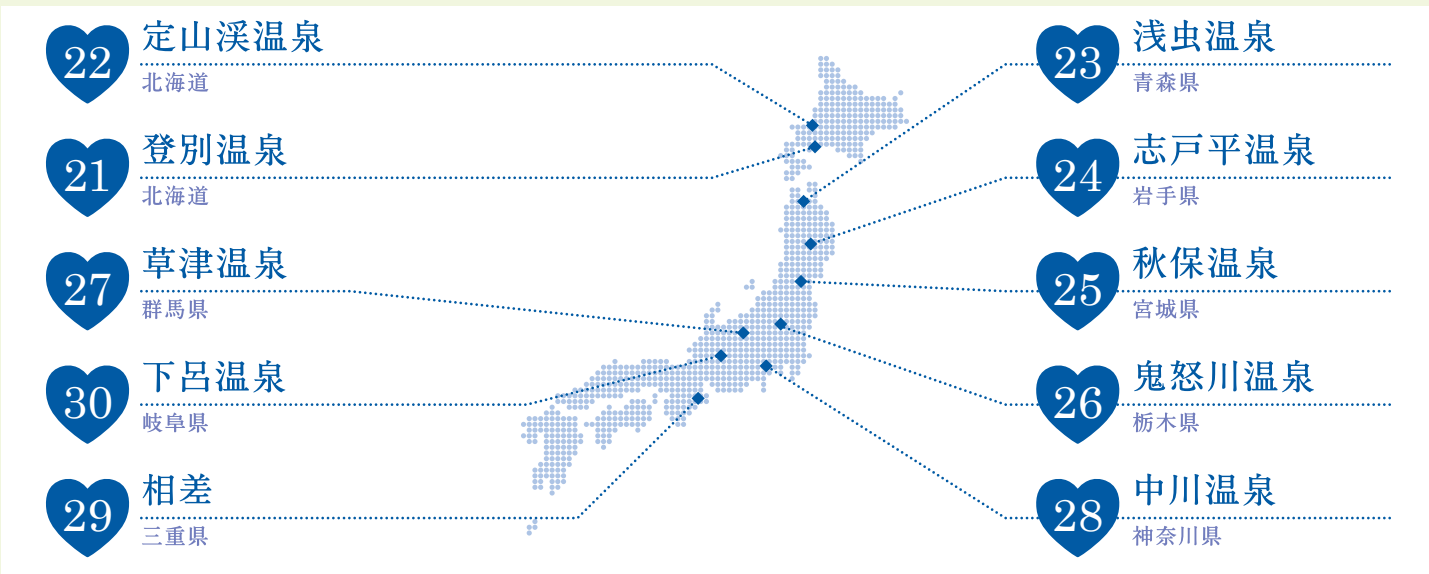 22
定山渓温泉
北海道
21
登別温泉
北海道
27
草津温泉
群馬県
30
下呂温泉
岐阜県
29
相差
三重県
23
浅虫温泉
青森県
24
志戸平温泉
岩手県
25
秋保温泉
宮城県
26
鬼怒川温泉
栃木県
28
中川温泉
神奈川県